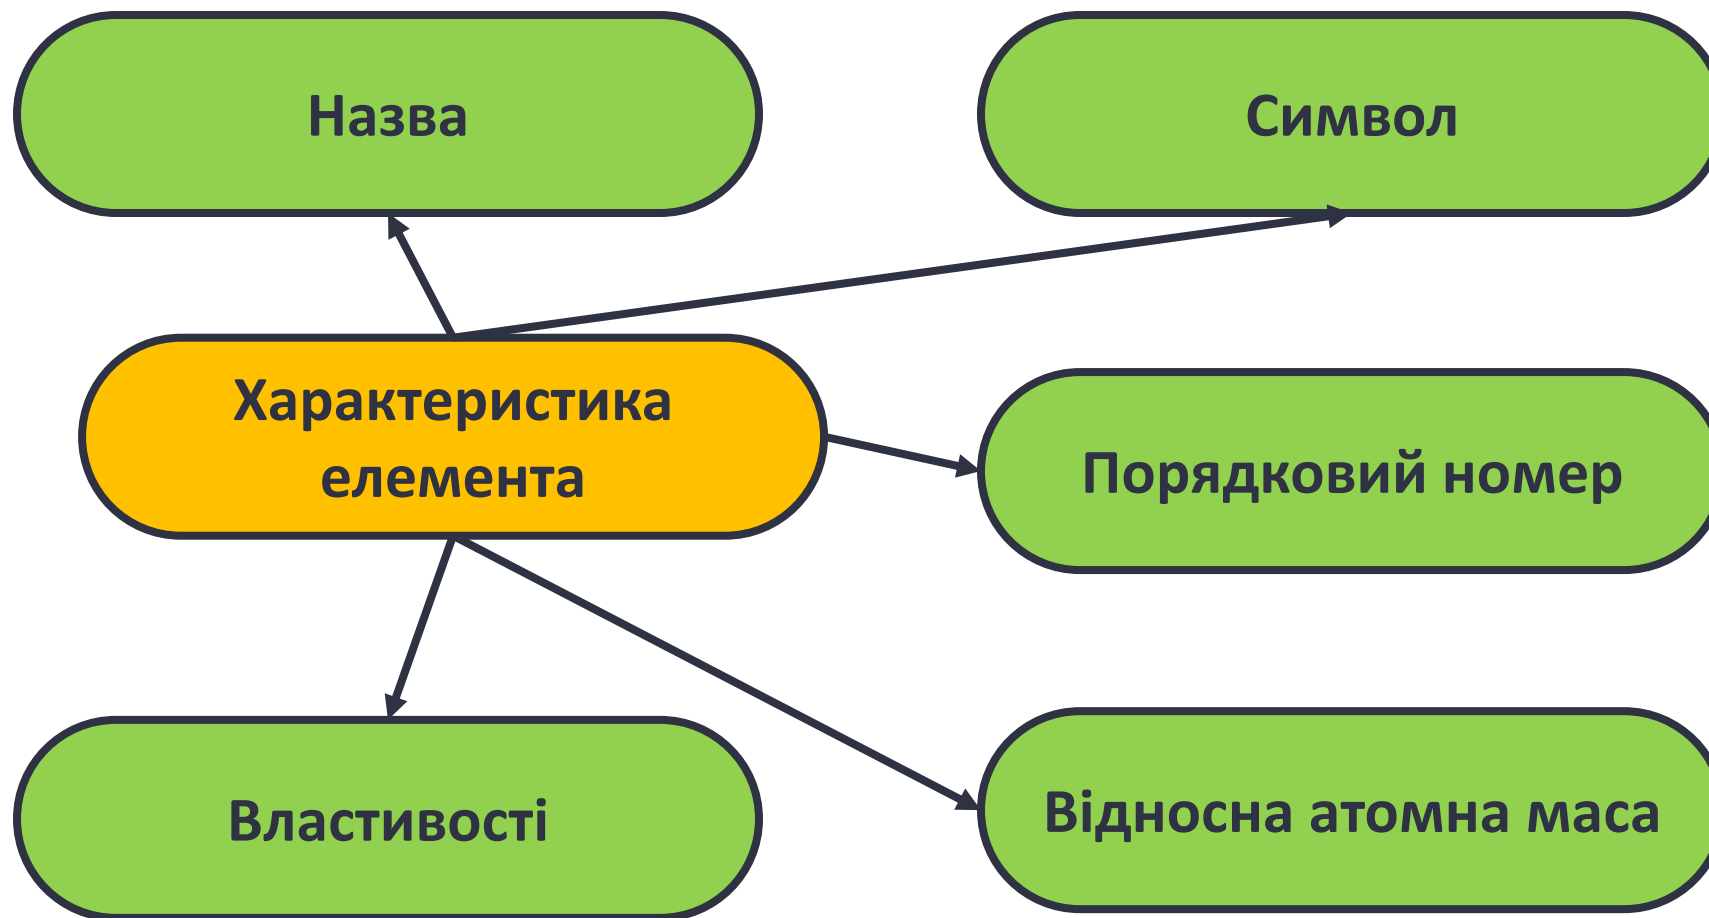 Назва
Символ
Характеристика
елемента
Порядковий номер
Властивості
Відносна атомна маса